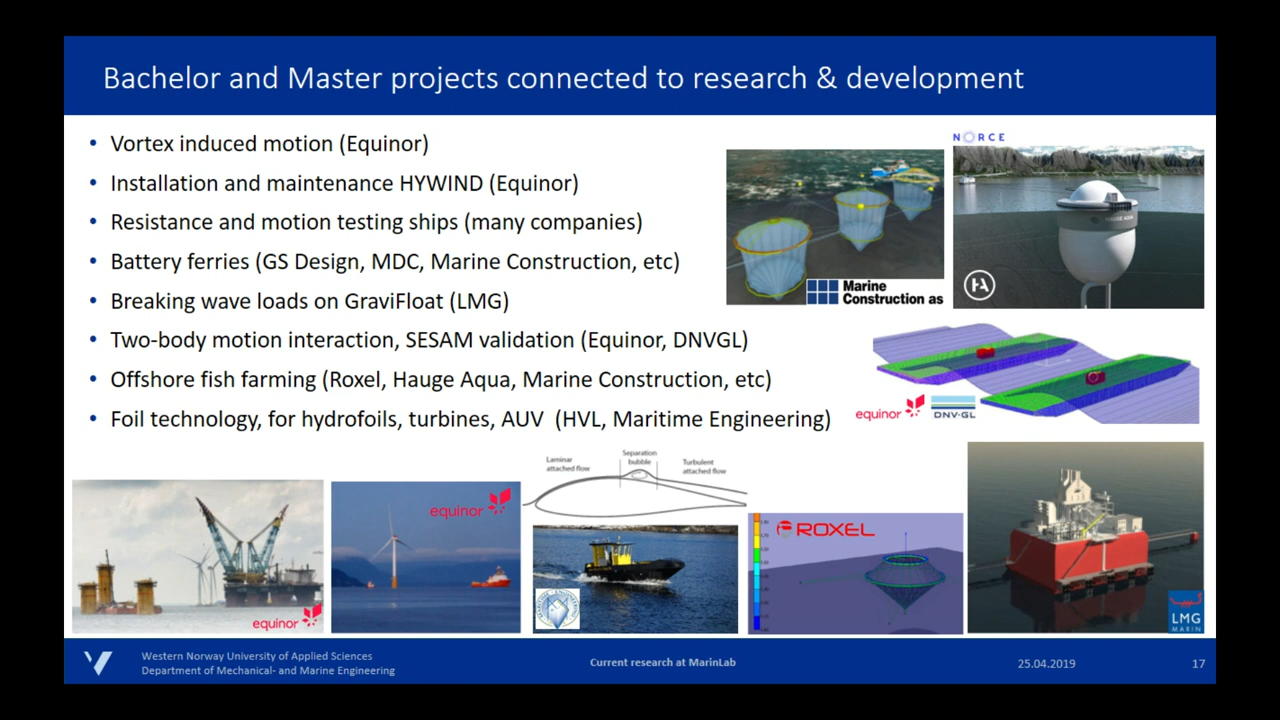 Bachelor and Master projects connected to research & development
• Vortex induced motion (Equinor)
• Installation and maintenance HYWIND (Equinor)
• Resistance and motion testing ships (many companies)
• Battery ferries (GS Design, MDC, Marine Construction, etc)
• Breaking wave loads on GraviFloat (LMG)
• Two-body motion interaction, SESAM validation (Equinor, DNVGL)
• Offshore fish farming (Roxel, Hauge Aqua, Marine Construction, etc)
• Foil technology, for hydrofoils, turbines, AUV (HVL, Maritime Engineering)
NORCE
HAUGE AQUA
Marine
Construction as
equinor
DNV·GL
Laminar
attached flow
Separation
bubble
Turbulent
attached flow
equinor
equinor
ROXEL
LMG
MARIN
Western Norway University of Applied Sciences
Department of Mechanical- and Marine Engineering
Current research at MarinLab
25.04.2019
17